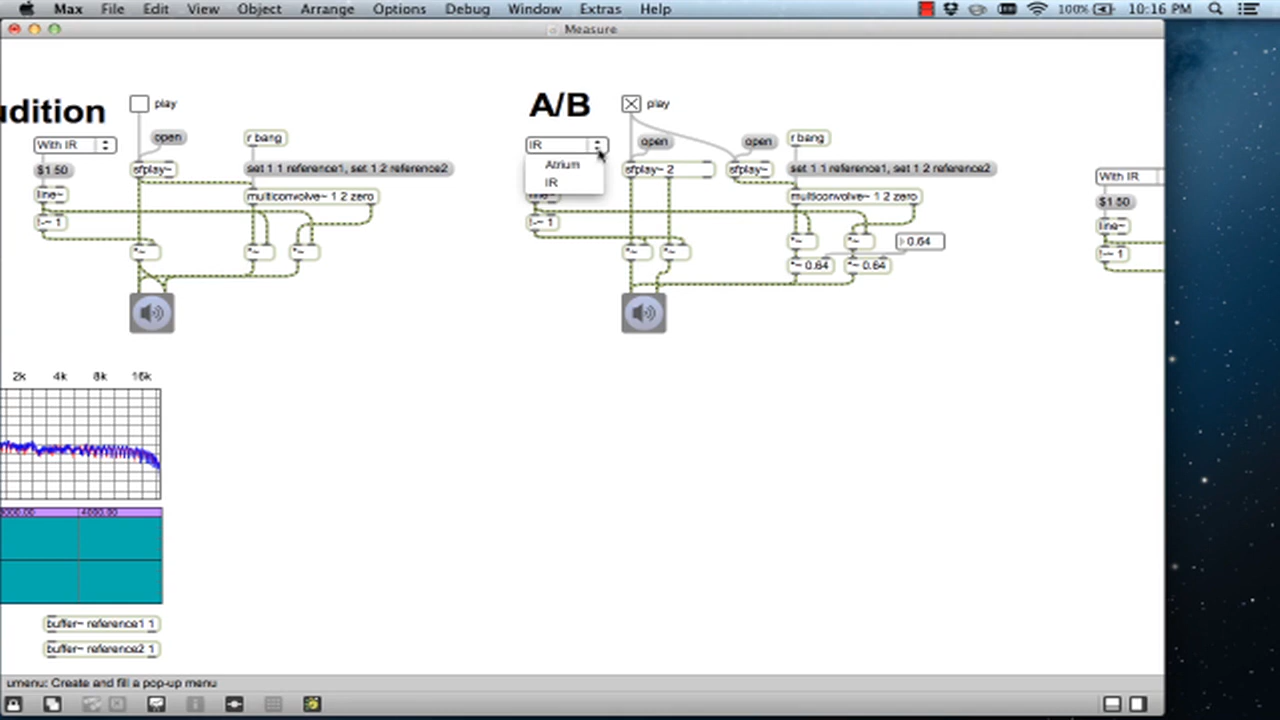 Max File Edit View Object Arrange Options Debug Window Extras Help 100% 10:16 PM
Measure
udition
play
With IR
open
r bang
$1 50
sfplay~
set 1 1 reference1, set 1 2 reference2
line~
multiconvolve~ 1 2 zero
!-~ 1
*~
*~
*~
A/B
play
IR
open
open
r bang
Atrium
IR
sfplay~ 2
sfplay~
set 1 1 reference1, set 1 2 reference2
line~
multiconvolve~ 1 2 zero
!-~ 1
*~
*~
*~
*~
0.64
*~ 0.64
*~ 0.64
With IR
$1 50
line~
!-~ 1
2k 4k 8k 16k
4000.00
buffer~ reference1 1
buffer~ reference2 1
umenu: Create and fill a pop-up menu